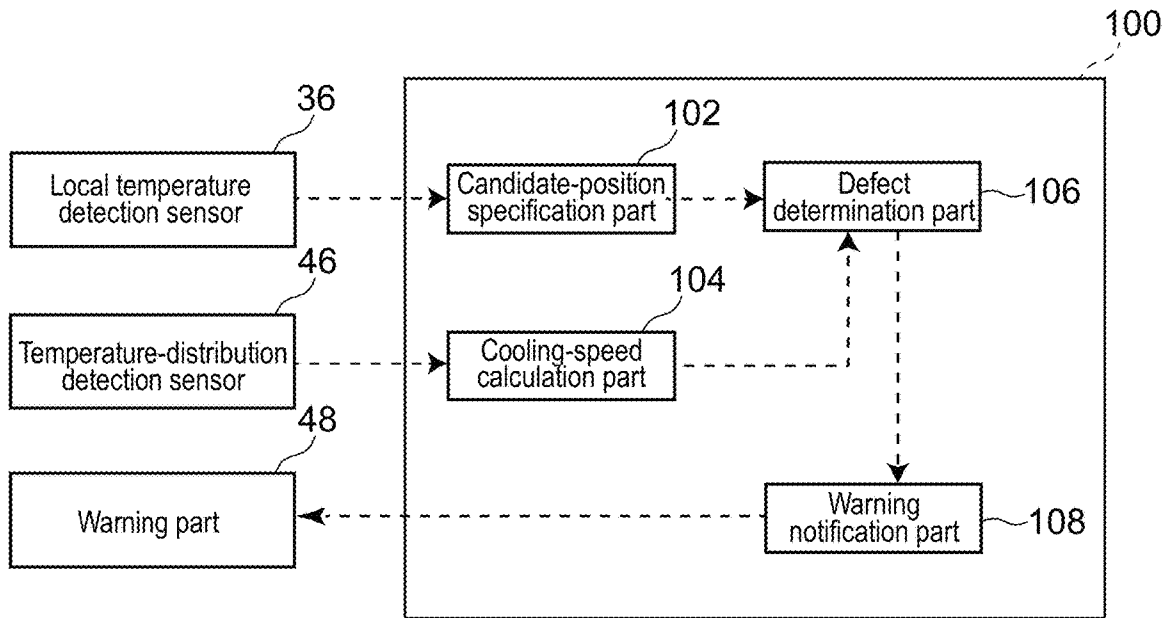 100
36
102
Local temperature
detection sensor
Candidate-position
specification part
Defect
determination part
106
46
104
Temperature-distribution
detection sensor
Cooling-speed
calculation part
48
Warning part
Warning
notification part
108